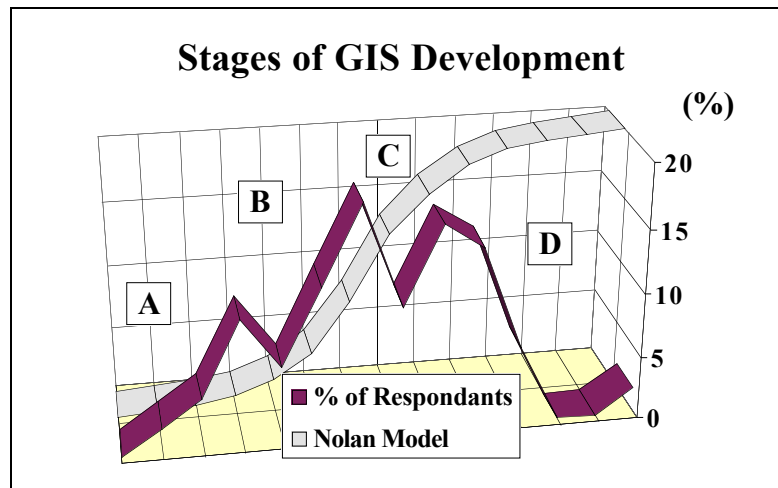 Stages of GIS Development
(%)
C
20
B
15
D
A
10
5
% of Respondants
0
Nolan Model